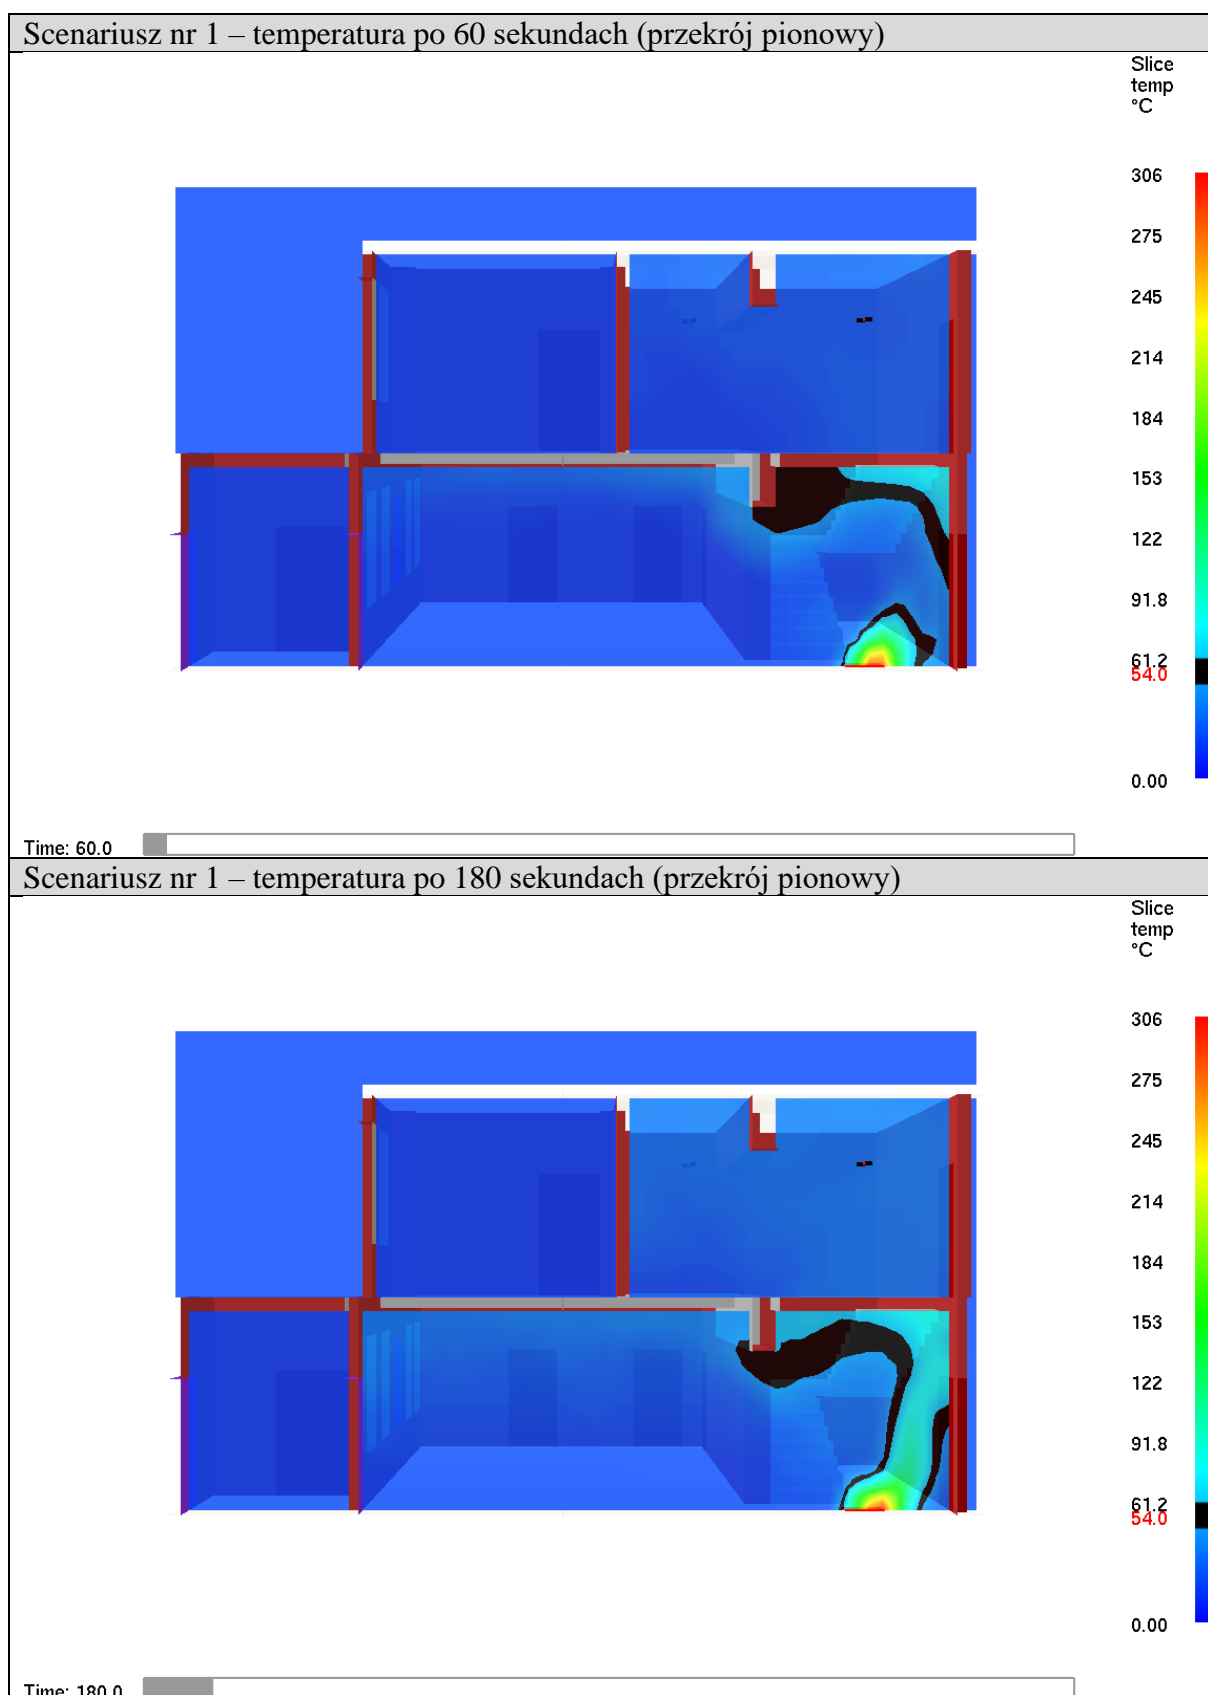 Scenariusz nr 1 – temperatura po 60 sekundach (przekrój pionowy)
Slice
temp
°C
306
275
245
214
184
153
122
91.8
61.2
54.0
0.00
Time: 60.0
Scenariusz nr 1 – temperatura po 180 sekundach (przekrój pionowy)
Slice
temp
°C
306
275
245
214
184
153
122
91.8
61.2
54.0
0.00
Time: 180.0